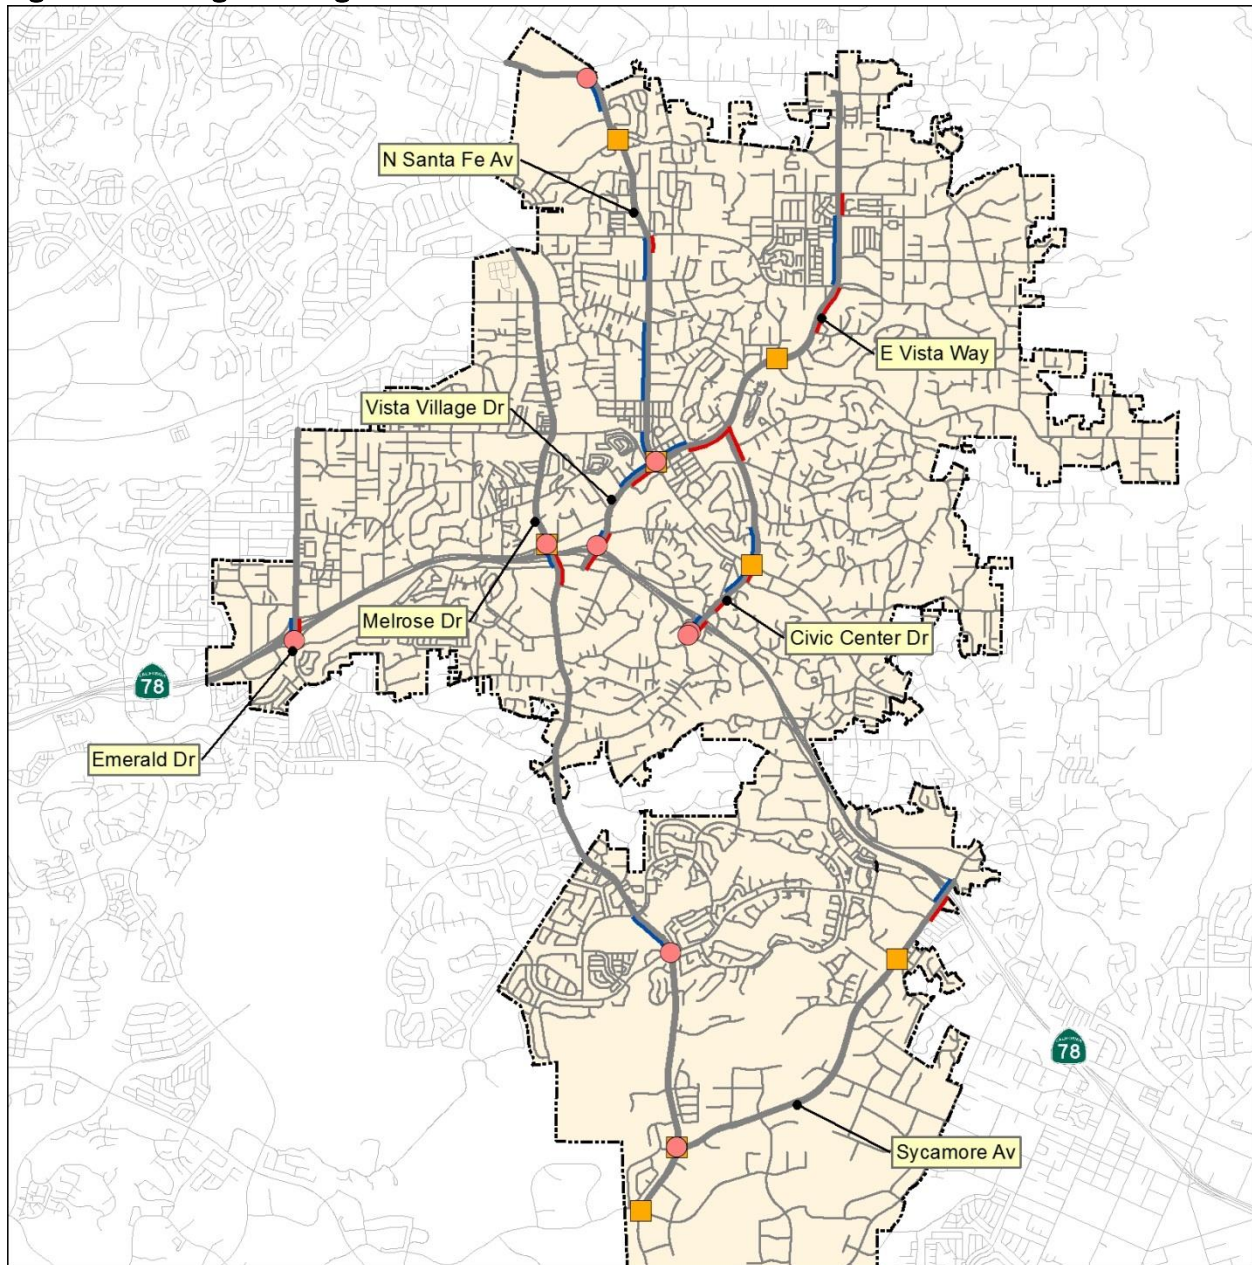 N Santa Fe Av
E Vista Way
Vista Village Dr
Melrose Dr
Civic Center Dr
78
Emerald Dr
78
Sycamore Av